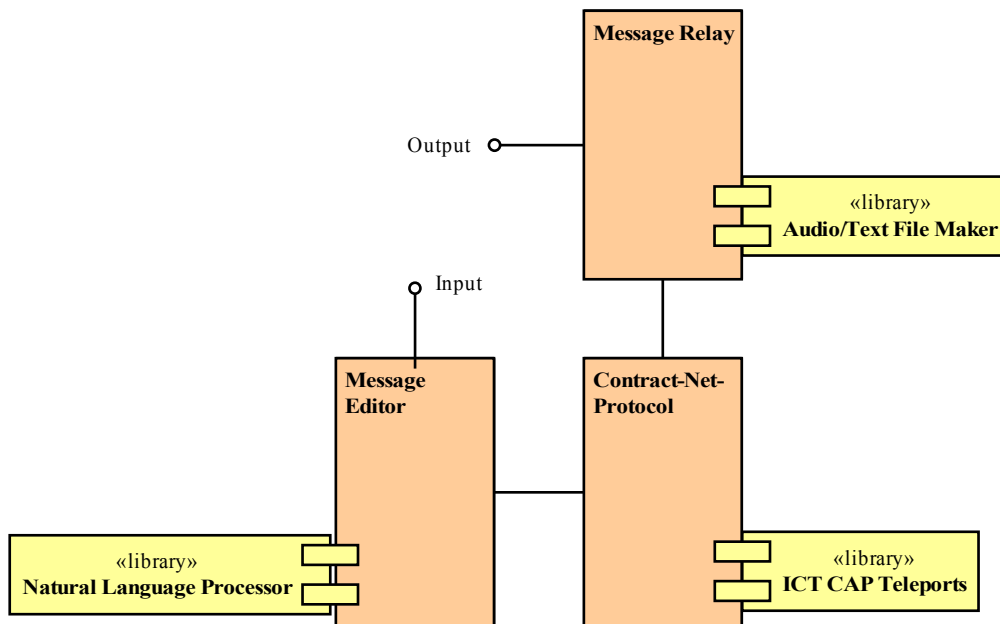 Message Relay
Output
«library»
Audio/Text File Maker
Input
Message
Editor
Contract-Net-
Protocol
«library»
Natural Language Processor
«library»
ICT CAP Teleports